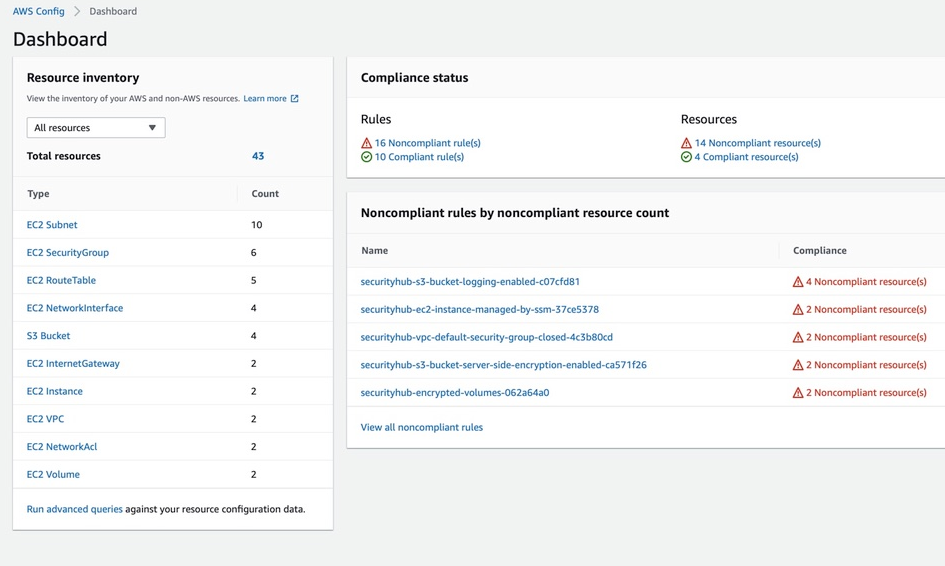 AWS Config > Dashboard
Dashboard
Resource inventory
View the inventory of your AWS and non-AWS resources. Learn more
All resources
Total resources 43
Type Count
EC2 Subnet 10
EC2 SecurityGroup 6
EC2 RouteTable 5
EC2 NetworkInterface 4
S3 Bucket 4
EC2 InternetGateway 2
EC2 Instance 2
EC2 VPC 2
EC2 NetworkAcl 2
EC2 Volume 2
Run advanced queries against your resource configuration data.
Compliance status
Rules Resources
16 Noncompliant rule(s) 14 Noncompliant resource(s)
10 Compliant rule(s) 4 Compliant resource(s)
Noncompliant rules by noncompliant resource count
Name Compliance
securityhub-s3-bucket-logging-enabled-c07cfd81 4 Noncompliant resource(s)
securityhub-ec2-instance-managed-by-ssm-37ce5378 2 Noncompliant resource(s)
securityhub-vpc-default-security-group-closed-4c3b80cd 2 Noncompliant resource(s)
securityhub-s3-bucket-server-side-encryption-enabled-ca571f26 2 Noncompliant resource(s)
securityhub-encrypted-volumes-062a64a0 2 Noncompliant resource(s)
View all noncompliant rules